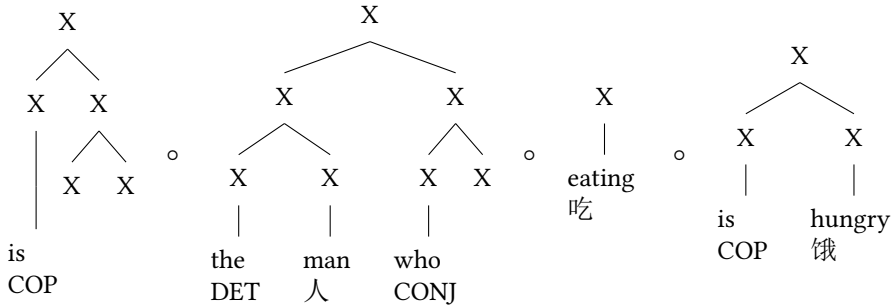 X X X X
X X X X X X X
X X X X X X
is COP the DET man 人 who CONJ eating 吃 is COP hungry 饿